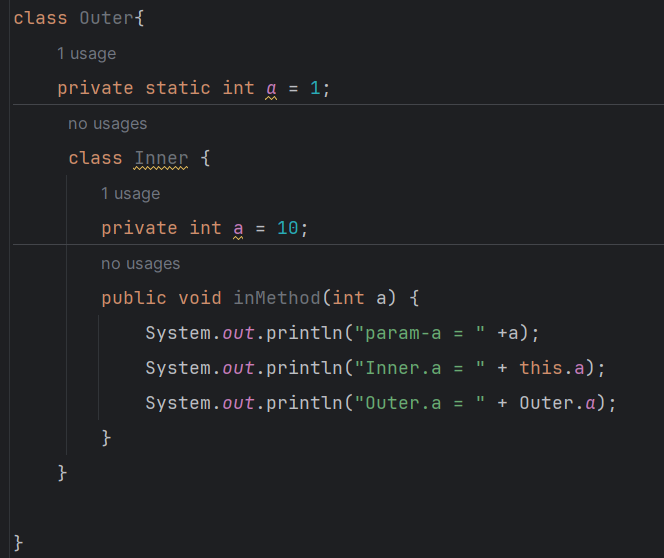 class Outer{
1 usage
private static int a = 1;
no usages
class Inner {
1 usage
private int a = 10;
no usages
public void inMethod(int a) {
System.out.println("param-a = " +a);
System.out.println("Inner.a = " + this.a);
System.out.println("Outer.a = " + Outer.a);
}
}
}